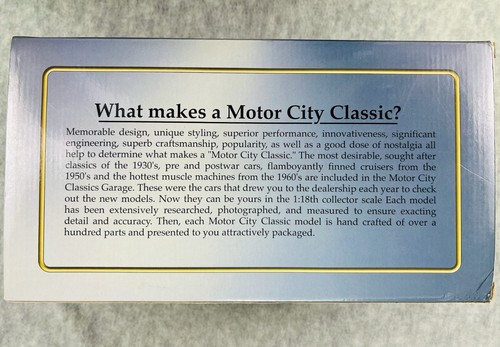 What makes a Motor City Classic?
Memorable design, unique styling, superior performance, innovativeness, significant
engineering, superb craftsmanship, popularity, as well as a good dose of nostalgia all
help to determine what makes a "Motor City Classic." The most desirable, sought after
classics of the 1930's, pre and postwar cars, flamboyantly finned cruisers from the
1950's and the hottest muscle machines from the 1960's are included in the Motor City
Classics Garage. These were the cars that drew you to the dealership each year to check
out the new models. Now they can be yours in the 1:18th collector scale Each model
has been extensively researched, photographed, and measured to ensure exacting
detail and accuracy. Then, each Motor City Classic model is hand crafted of over a
hundred parts and presented to you attractively packaged.